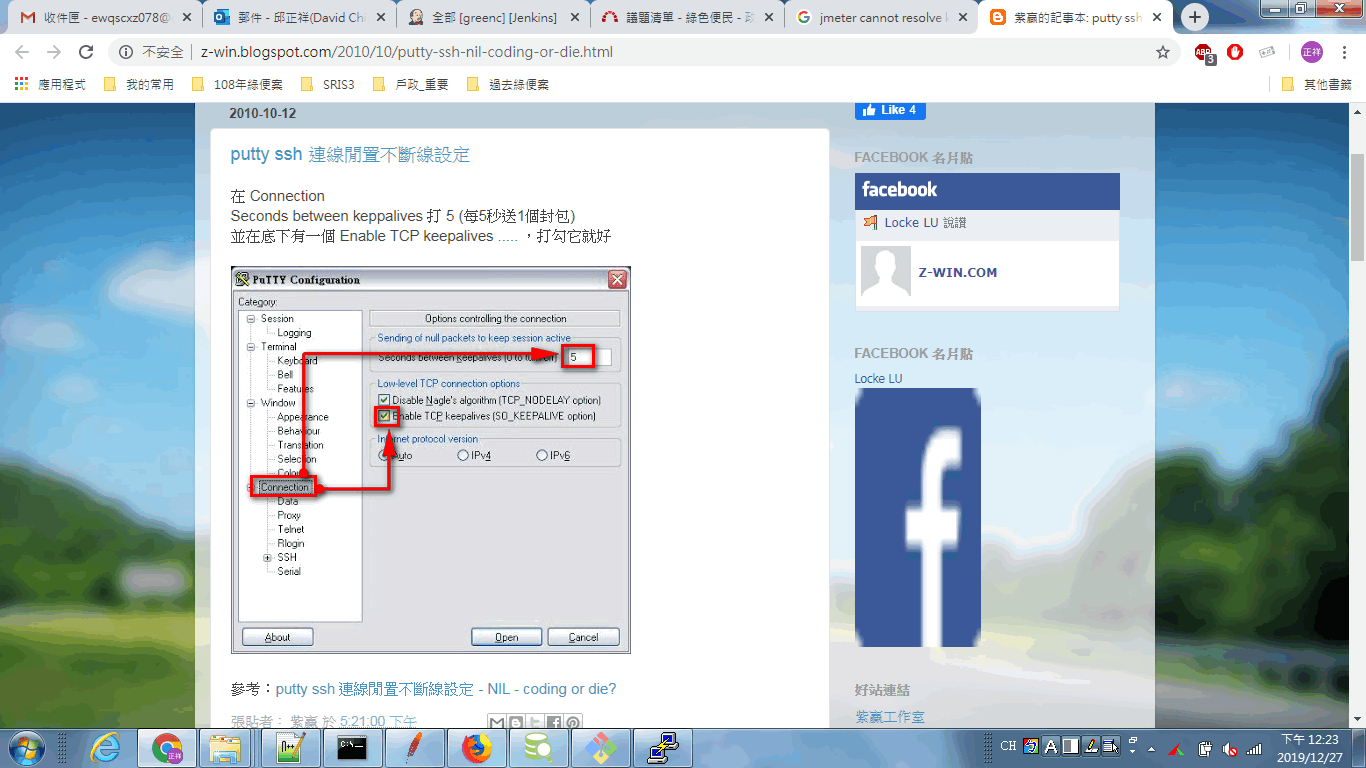 收件匣 - ewqscxz078@
郵件 - 邱正祥(David Chi
全部 [greenc] [Jenkins]
議題清單 - 綠色便民 - 政
jmeter cannot resolve k
紫嬴的記事本: putty ssh
不安全
z-win.blogspot.com/2010/10/putty-ssh-nil-coding-or-die.html
ABP
3
正祥
應用程式
我的常用
108年綠便案
SRIS3
戶政_重要
過去綠便案
其他書籤
2010-10-12
putty ssh 連線閒置不斷線設定
在 Connection
Seconds between keppalives 打 5 (每5秒送1個封包)
並在底下有一個 Enable TCP keepalives ..... ，打勾它就好
PuTTY Configuration
Category:
Session
Logging
Terminal
Keyboard
Bell
Features
Window
Appearance
Behaviour
Translation
Selection
Colou
Connection
Data
Proxy
Telnet
Rlogin
SSH
Serial
Options controlling the connection
Sending of null packets to keep session active
Seconds between keepalives (0 to turn off)
5
Low-level TCP connection options
Disable Nagle's algorithm (TCP_NODELAY option)
Enable TCP keepalives (SO_KEEPALIVE option)
Internet protocol version
Auto
IPv4
IPv6
About
Open
Cancel
參考：putty ssh 連線閒置不斷線設定 - NIL - coding or die?
張貼者： 紫嬴 於 5:21:00 下午
Like 4
FACEBOOK 名片貼
facebook
Locke LU 說讚
Z-WIN.COM
FACEBOOK 名片貼
Locke LU
好站連結
紫嬴工作室
正祥
CH
下午 12:23
2019/12/27